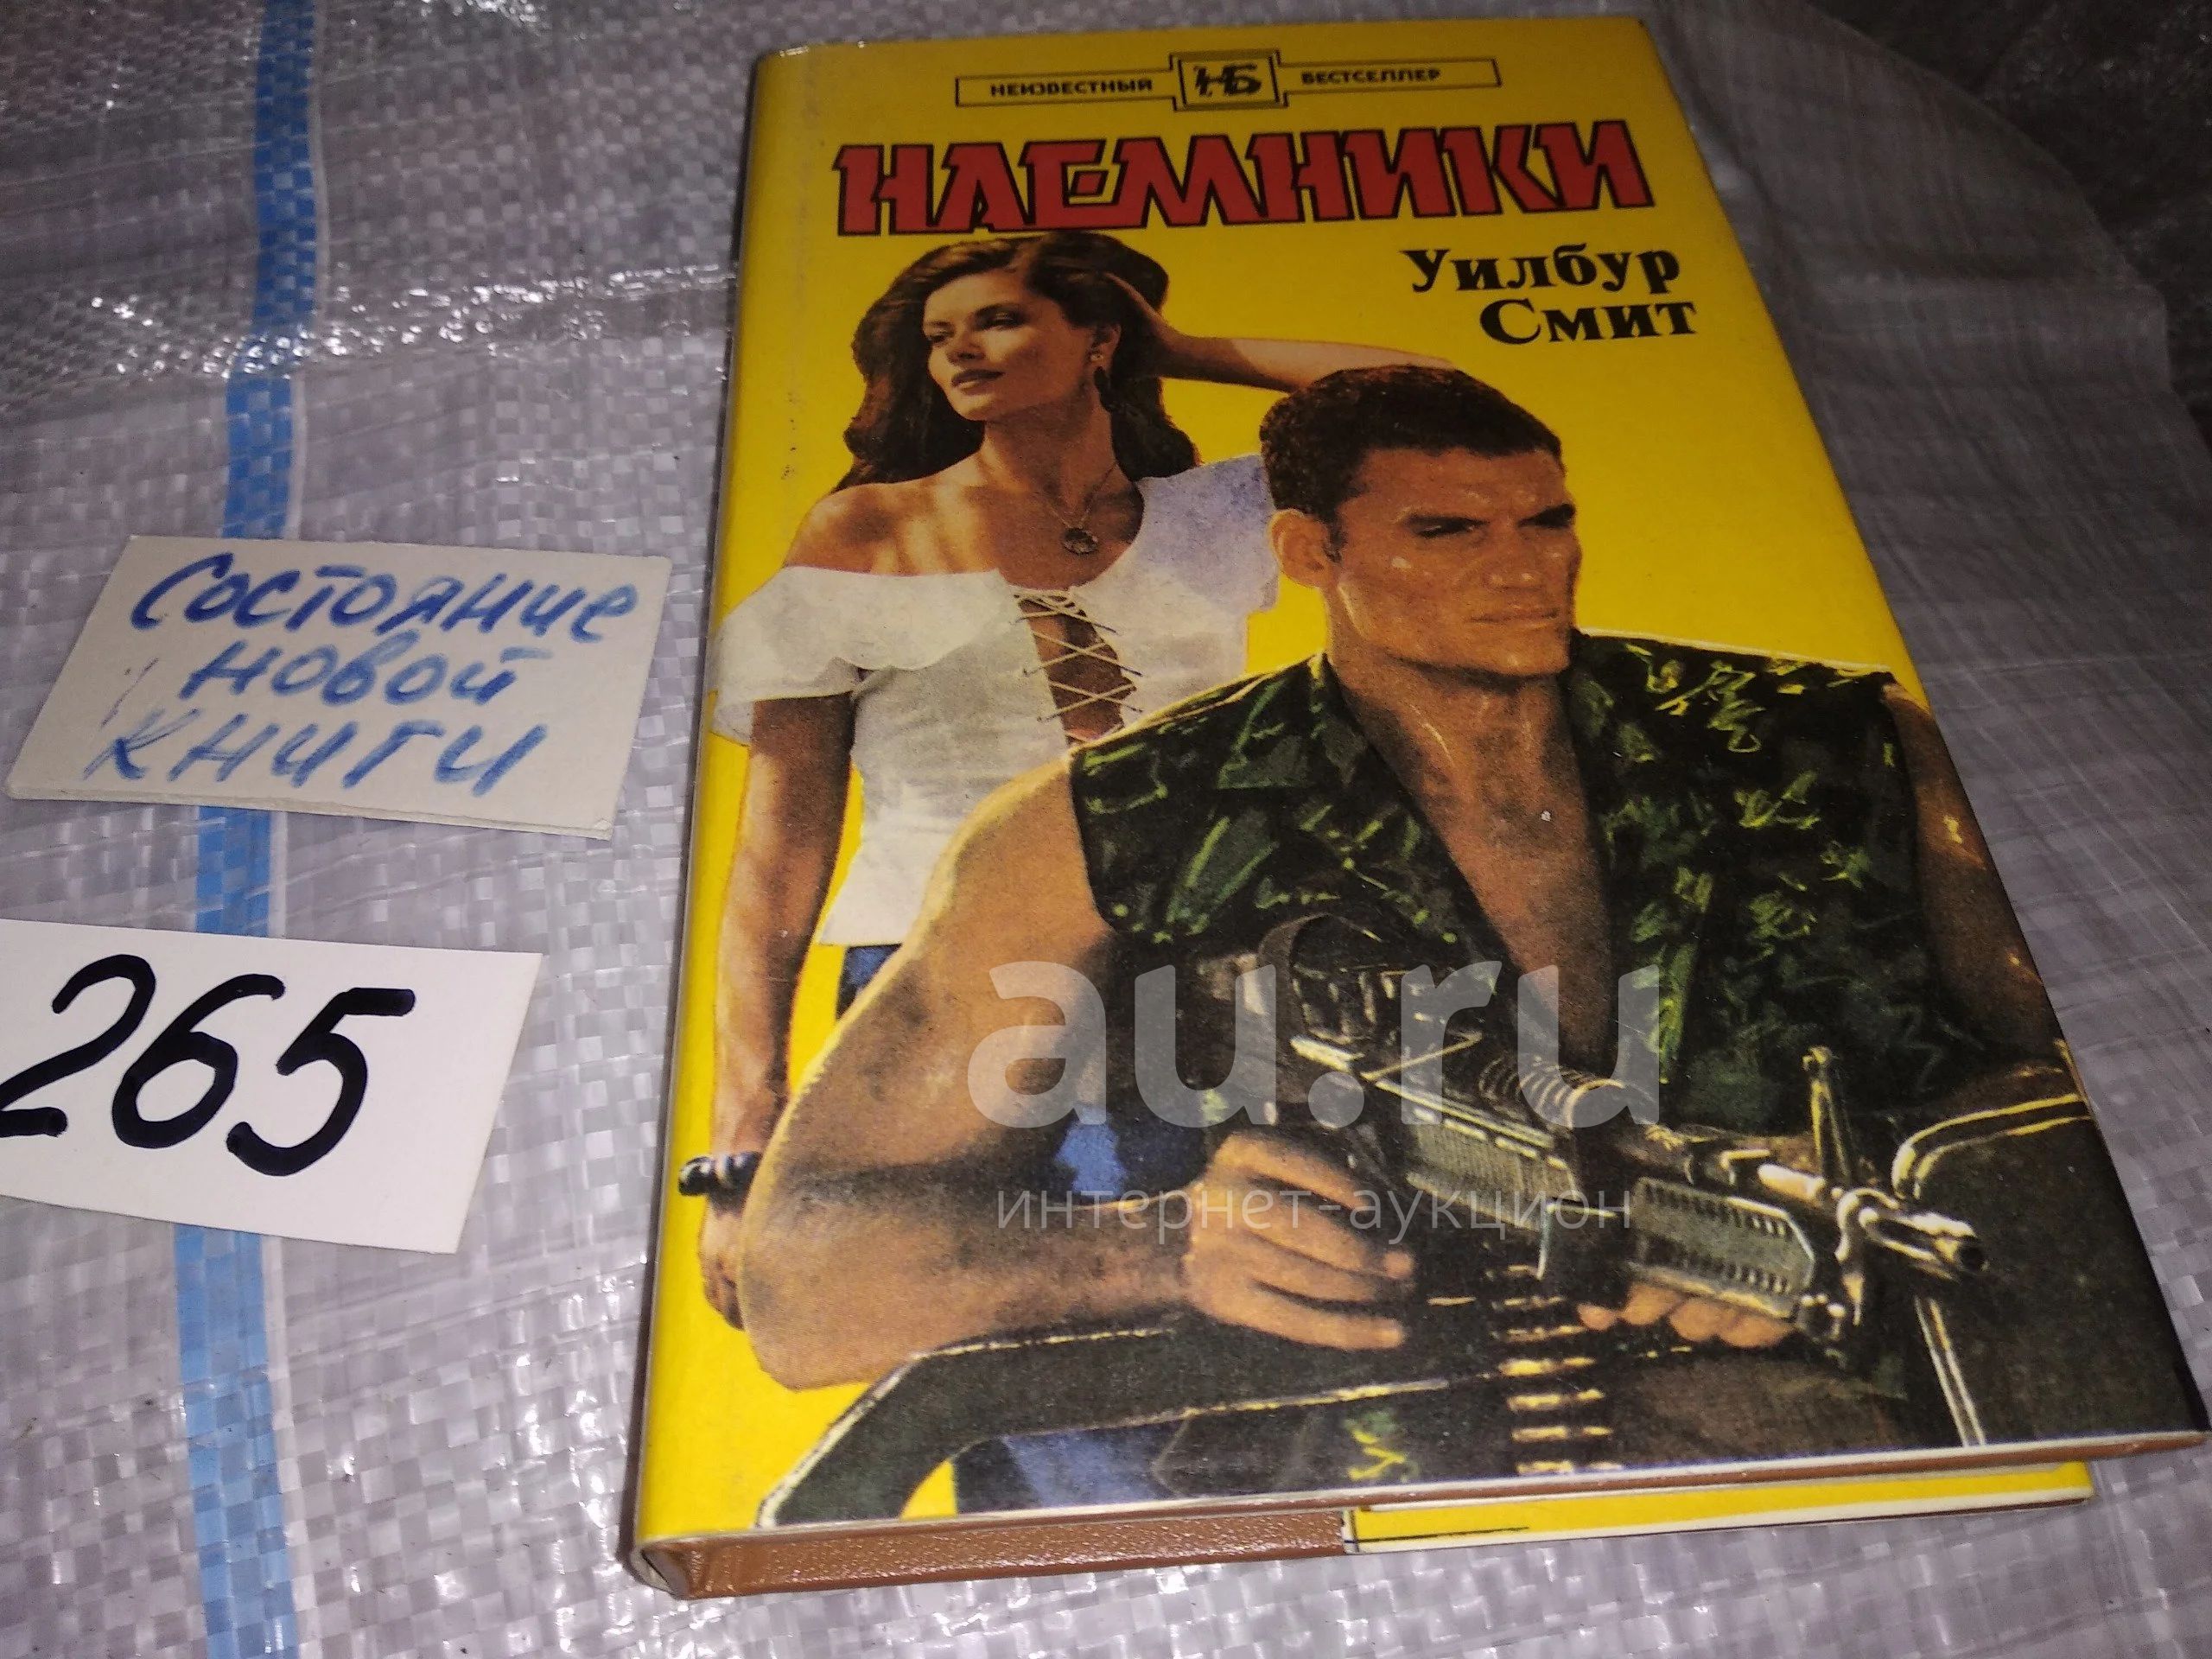 НЕИЗВЕСТНЫЙ НБ БЕСТСЕЛЛЕР
НАЕМНИКИ
Уилбур
Смит
Состояние
новой
книги
265
au.ru
интернет-аукцион